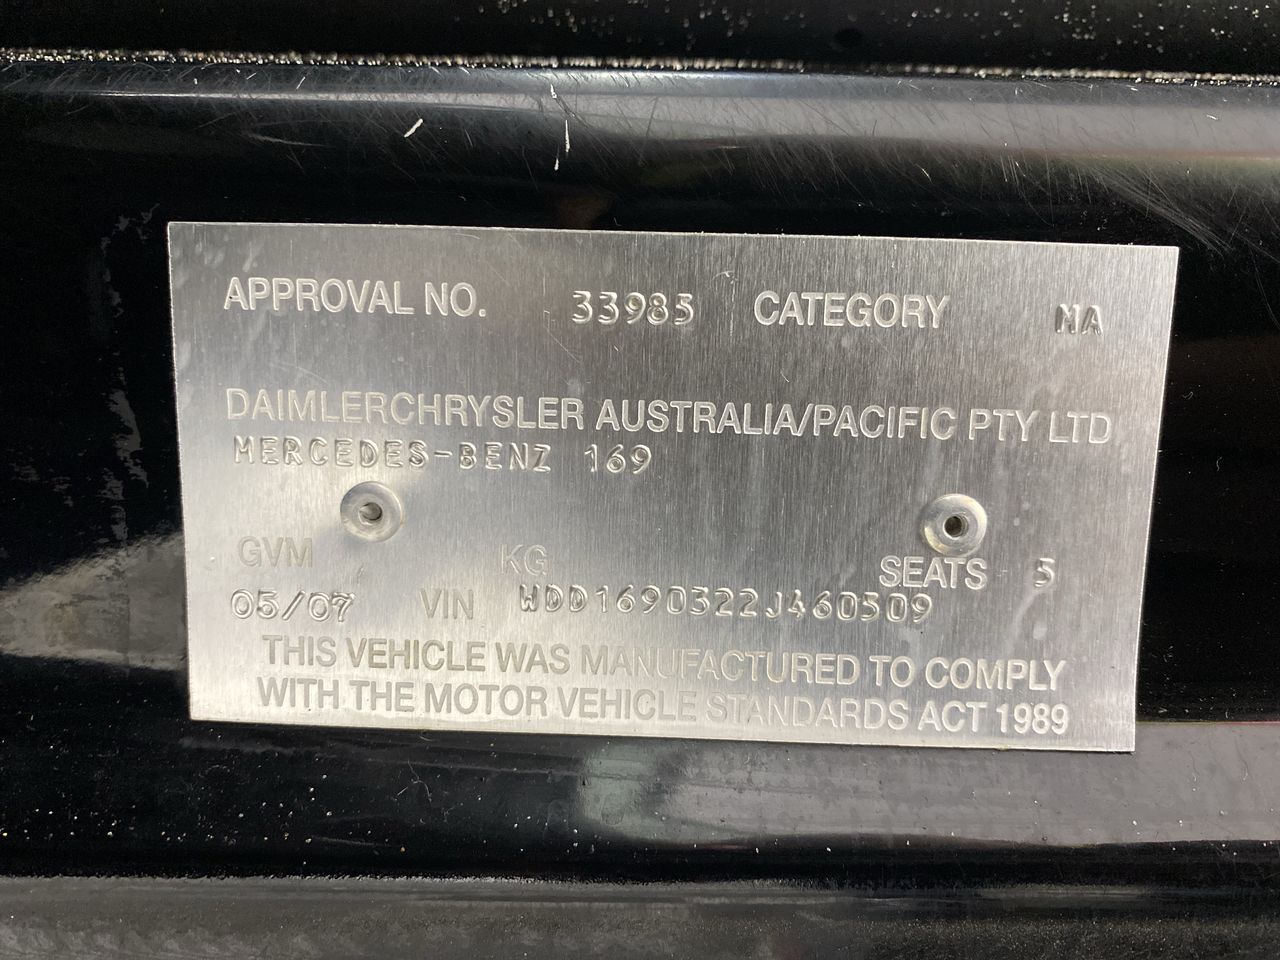 APPROVAL NO. 33985 CATEGORY MA
DAIMLERCHRYSLER AUSTRALIA/PACIFIC PTY LTD
MERCEDES-BENZ 169
GVM KG SEATS 5
05/07 VIN WDD1690322J460509
THIS VEHICLE WAS MANUFACTURED TO COMPLY
WITH THE MOTOR VEHICLE STANDARDS ACT 1989